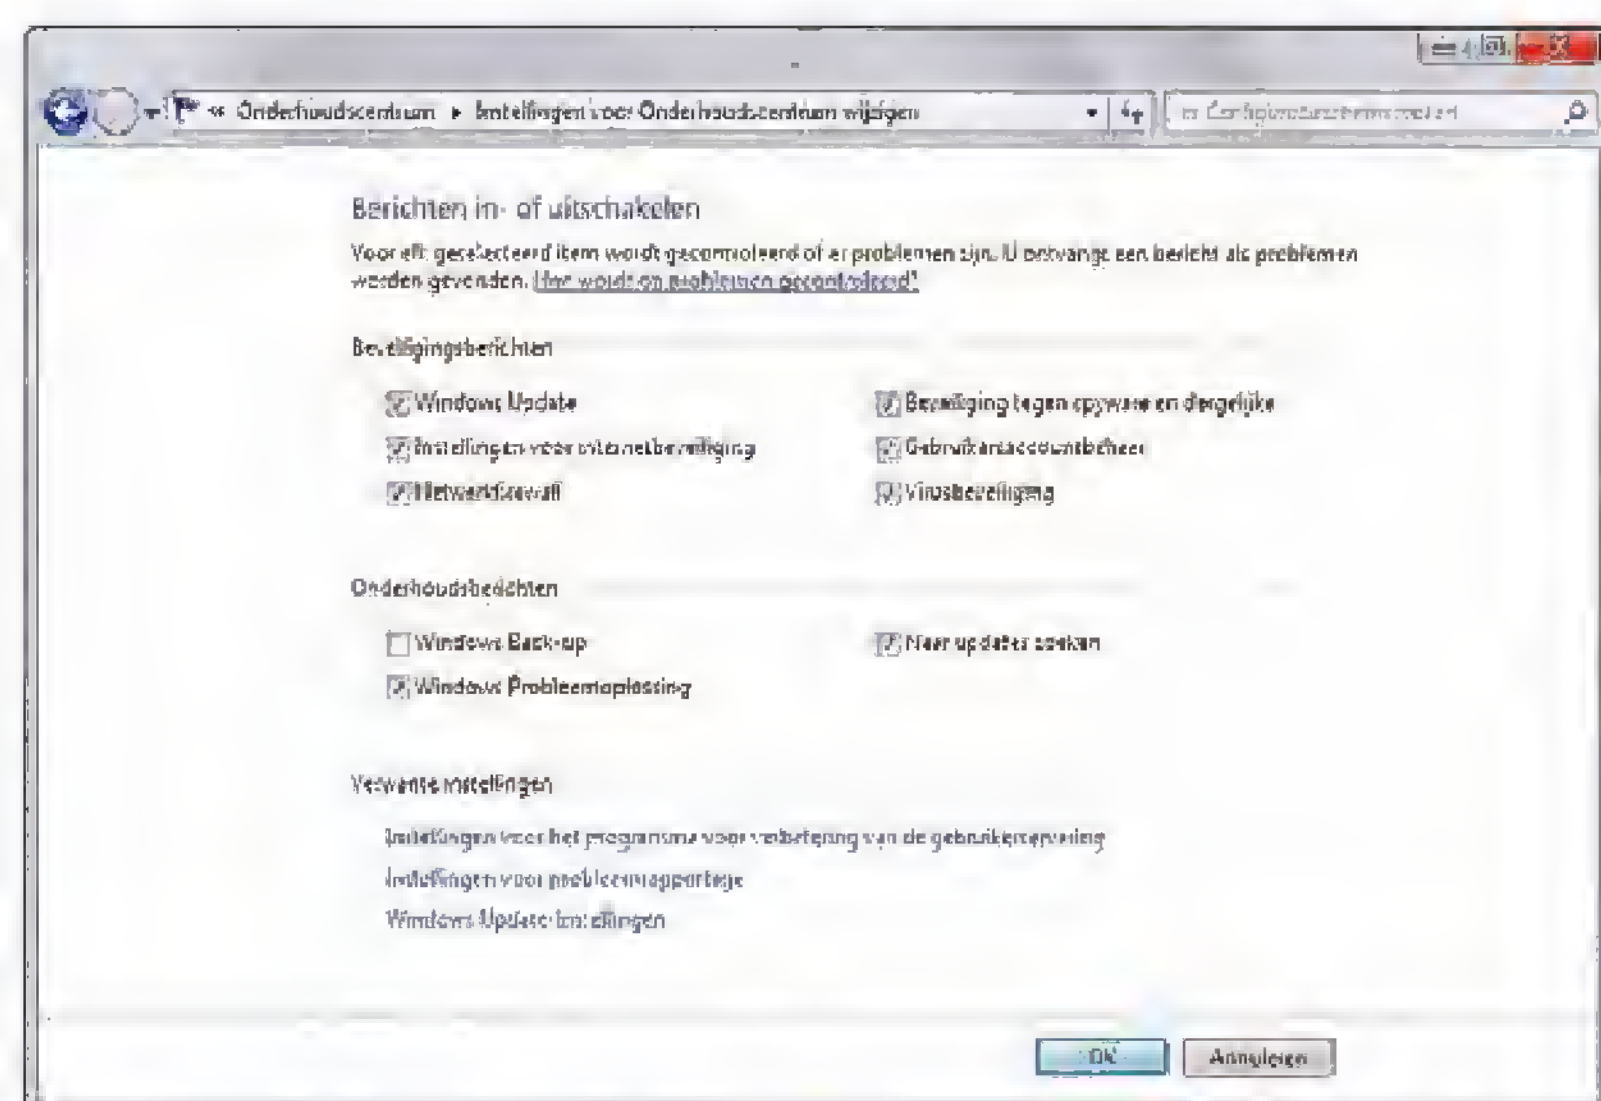 « Onderhoudscentrum ▸ Instellingen voor Onderhoudscentrum wijzigen
Berichten in- of uitschakelen
Voor elk geselecteerd item wordt gecontroleerd of er problemen zijn. U ontvangt een bericht als problemen
worden gevonden. Hoe wordt op problemen gecontroleerd?
Beveiligingsberichten
Windows Update
Beveiliging tegen spyware en dergelijke
Instellingen voor internetbeveiliging
Gebruikersaccountbeheer
Netwerkfirewall
Virusbeveiliging
Onderhoudsberichten
Windows Back-up
Naar updates zoeken
Windows Probleemoplossing
Verwante instellingen
Instellingen voor het programma voor verbetering van de gebruikerservaring
Instellingen voor probleemrapportage
Windows Update-instellingen
OK
Annuleren